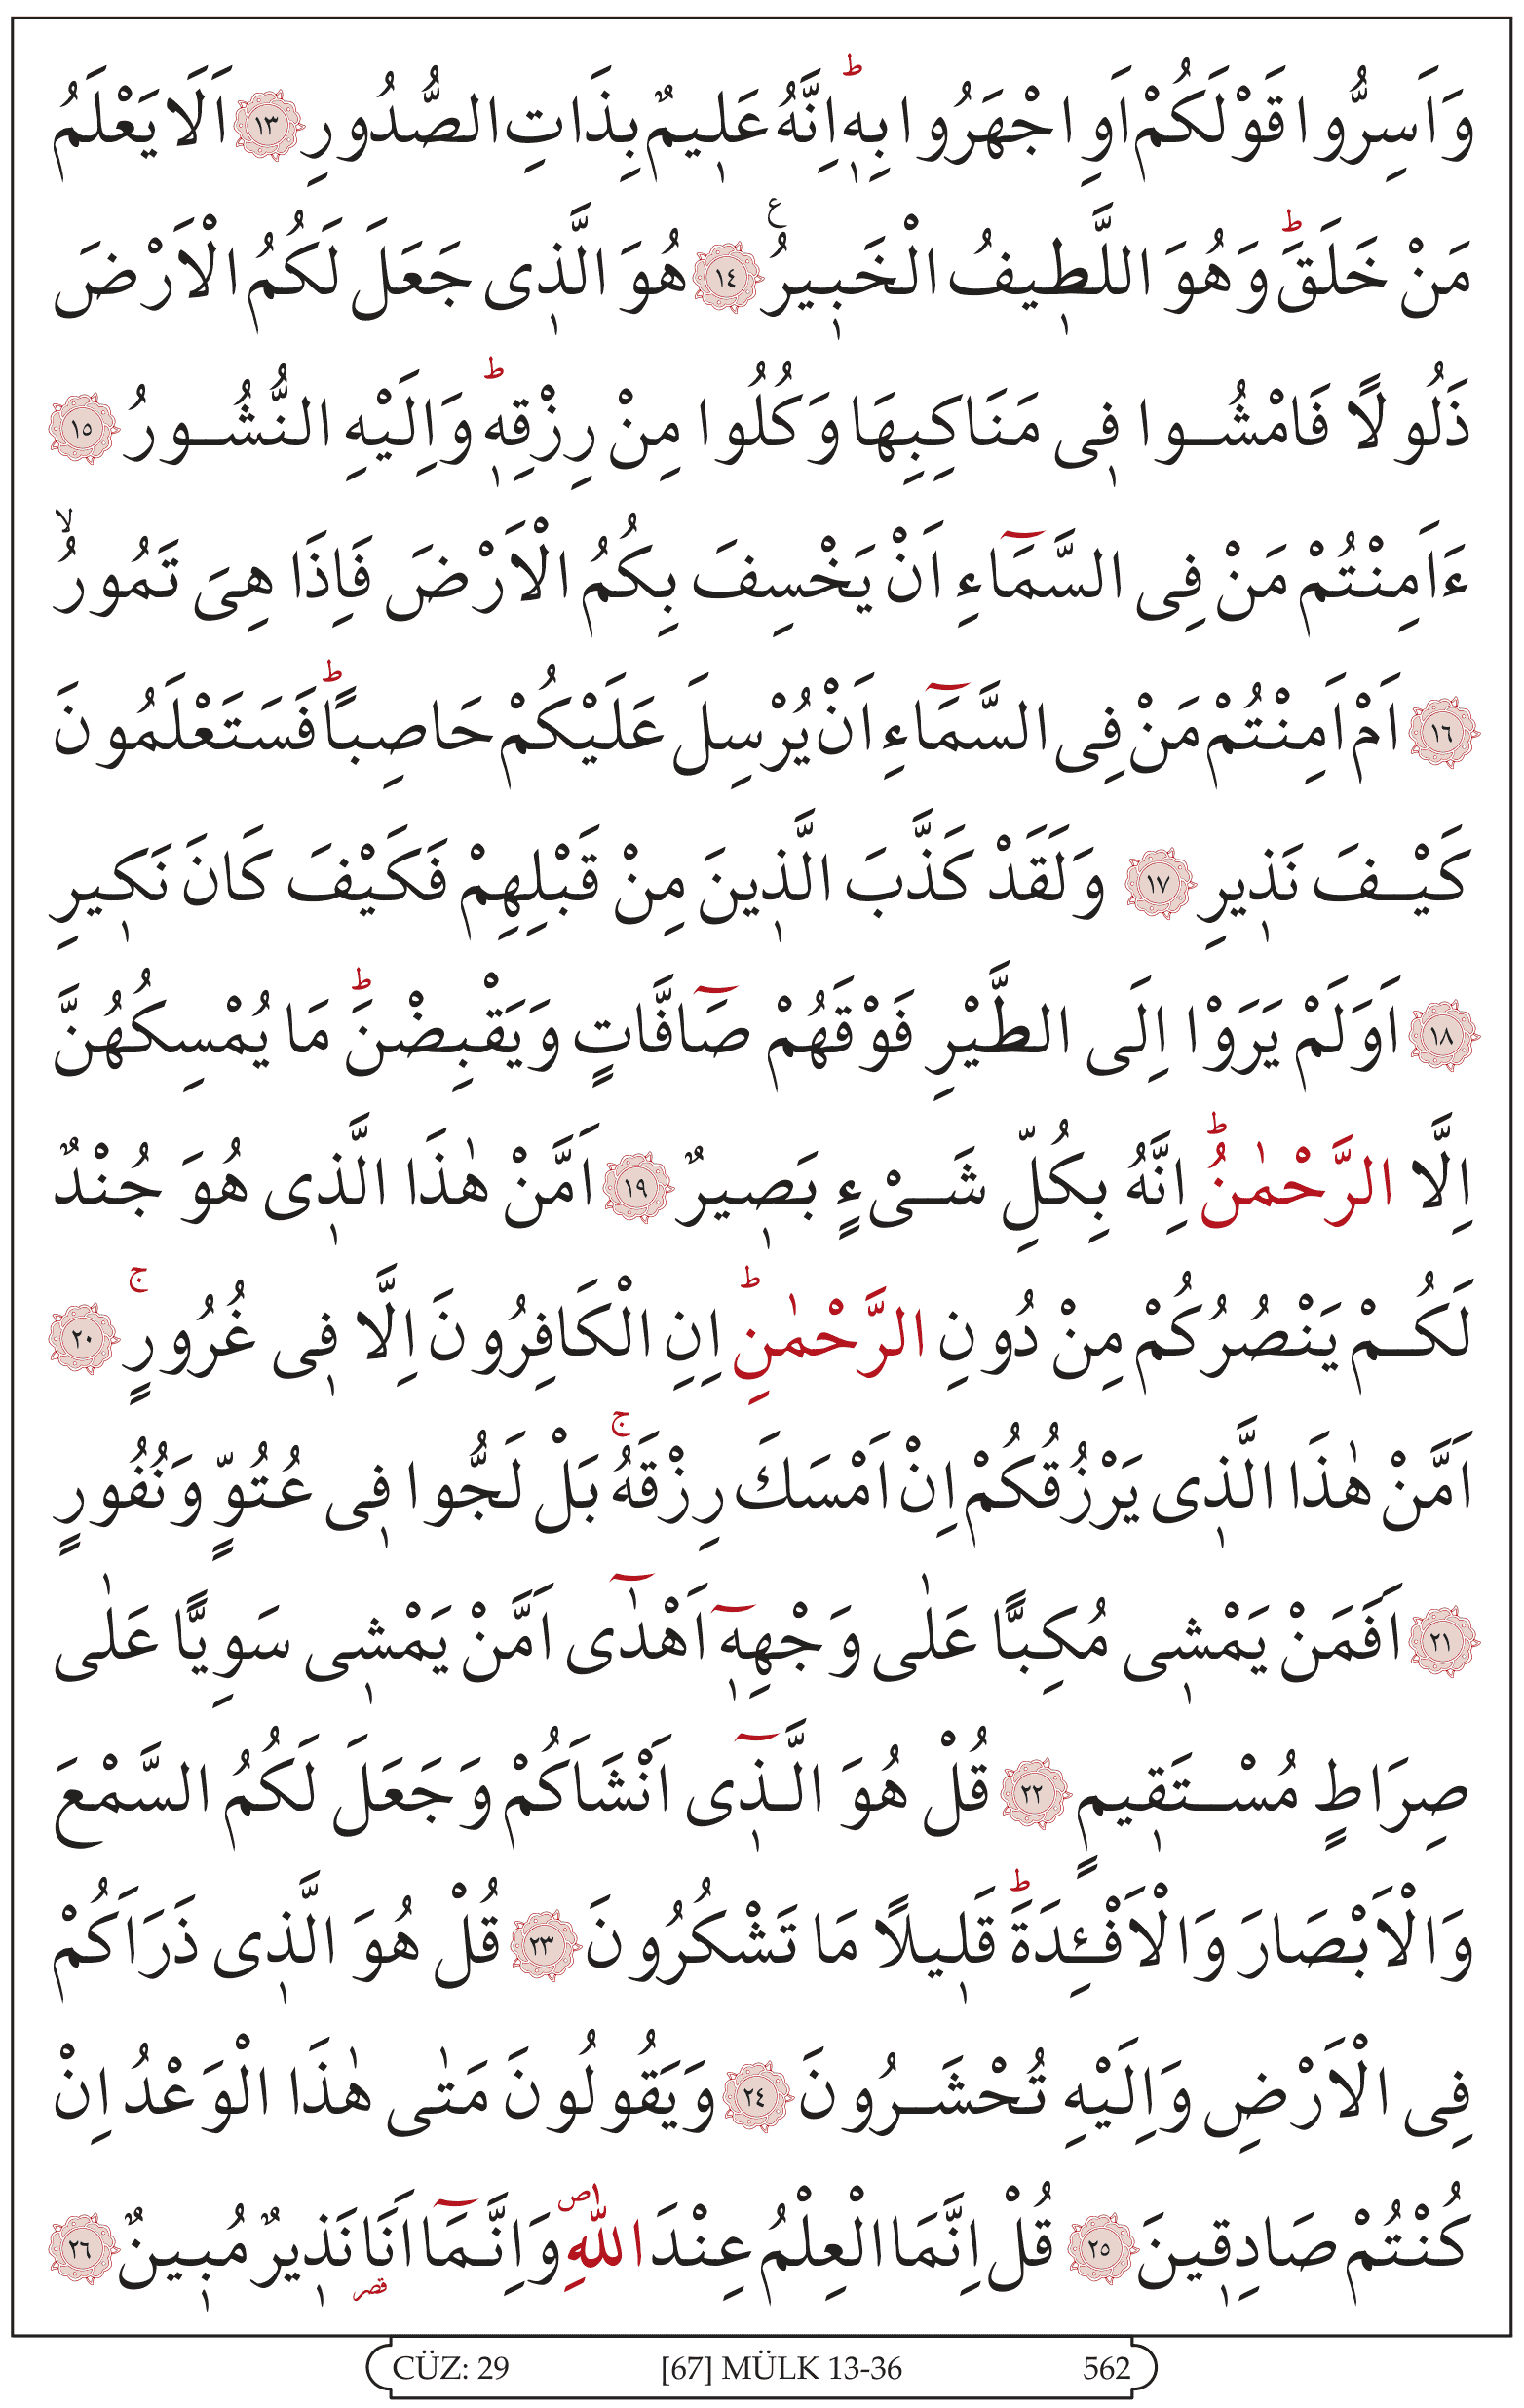 وَاَسِرُّوا قَوْلَكُمْ اَوِ اجْهَرُوا بِه۪ۜ اِنَّهُ عَل۪يمٌ بِذَاتِ الصُّدُورِ ﴿١٣﴾ اَلَا يَعْلَمُ
مَنْ خَلَقَۜ وَهُوَ اللَّط۪يفُ الْخَب۪يرُ۟ ﴿١٤﴾ هُوَ الَّذ۪ى جَعَلَ لَكُمُ الْاَرْضَ
ذَلُولًا فَامْشُوا ف۪ى مَنَاكِبِهَا وَكُلُوا مِنْ رِزْقِه۪ۜ وَاِلَيْهِ النُّشُورُ ﴿١٥﴾
ءَاَمِنْتُمْ مَنْ فِى السَّمَٓاءِ اَنْ يَخْسِفَ بِكُمُ الْاَرْضَ فَاِذَا هِىَ تَمُورُۙ
﴿١٦﴾ اَمْ اَمِنْتُمْ مَنْ فِى السَّمَٓاءِ اَنْ يُرْسِلَ عَلَيْكُمْ حَاصِبًاۜ فَسَتَعْلَمُونَ
كَيْفَ نَذ۪يرِ ﴿١٧﴾ وَلَقَدْ كَذَّبَ الَّذ۪ينَ مِنْ قَبْلِهِمْ فَكَيْفَ كَانَ نَك۪يرِ
﴿١٨﴾ اَوَلَمْ يَرَوْا اِلَى الطَّيْرِ فَوْقَهُمْ صَٓافَّاتٍ وَيَقْبِضْنَۜ مَا يُمْسِكُهُنَّ
اِلَّا الرَّحْمٰنُۜ اِنَّهُ بِكُلِّ شَىْءٍ بَص۪يرٌ ﴿١٩﴾ اَمَّنْ هٰذَا الَّذ۪ى هُوَ جُنْدٌ
لَكُمْ يَنْصُرُكُمْ مِنْ دُونِ الرَّحْمٰنِۜ اِنِ الْكَافِرُونَ اِلَّا ف۪ى غُرُورٍۚ ﴿٢٠﴾
اَمَّنْ هٰذَا الَّذ۪ى يَرْزُقُكُمْ اِنْ اَمْسَكَ رِزْقَهُۚ بَلْ لَجُّوا ف۪ى عُتُوٍّ وَنُفُورٍ
﴿٢١﴾ اَفَمَنْ يَمْش۪ى مُكِبًّا عَلٰى وَجْهِه۪ٓ اَهْدٰٓى اَمَّنْ يَمْش۪ى سَوِيًّا عَلٰى
صِرَاطٍ مُسْتَق۪يمٍ ﴿٢٢﴾ قُلْ هُوَ الَّذ۪ٓى اَنْشَاَكُمْ وَجَعَلَ لَكُمُ السَّمْعَ
وَالْاَبْصَارَ وَالْاَفْـِٔدَةَۜ قَل۪يلًا مَا تَشْكُرُونَ ﴿٢٣﴾ قُلْ هُوَ الَّذ۪ى ذَرَاَكُمْ
فِى الْاَرْضِ وَاِلَيْهِ تُحْشَرُونَ ﴿٢٤﴾ وَيَقُولُونَ مَتٰى هٰذَا الْوَعْدُ اِنْ
كُنْتُمْ صَادِق۪ينَ ﴿٢٥﴾ قُلْ اِنَّمَا الْعِلْمُ عِنْدَ اللّٰهِۖ وَاِنَّمَٓا اَنَا۬ نَذ۪يرٌ مُب۪ينٌ ﴿٢٦﴾
CÜZ: 29 [67] MÜLK 13-36 562